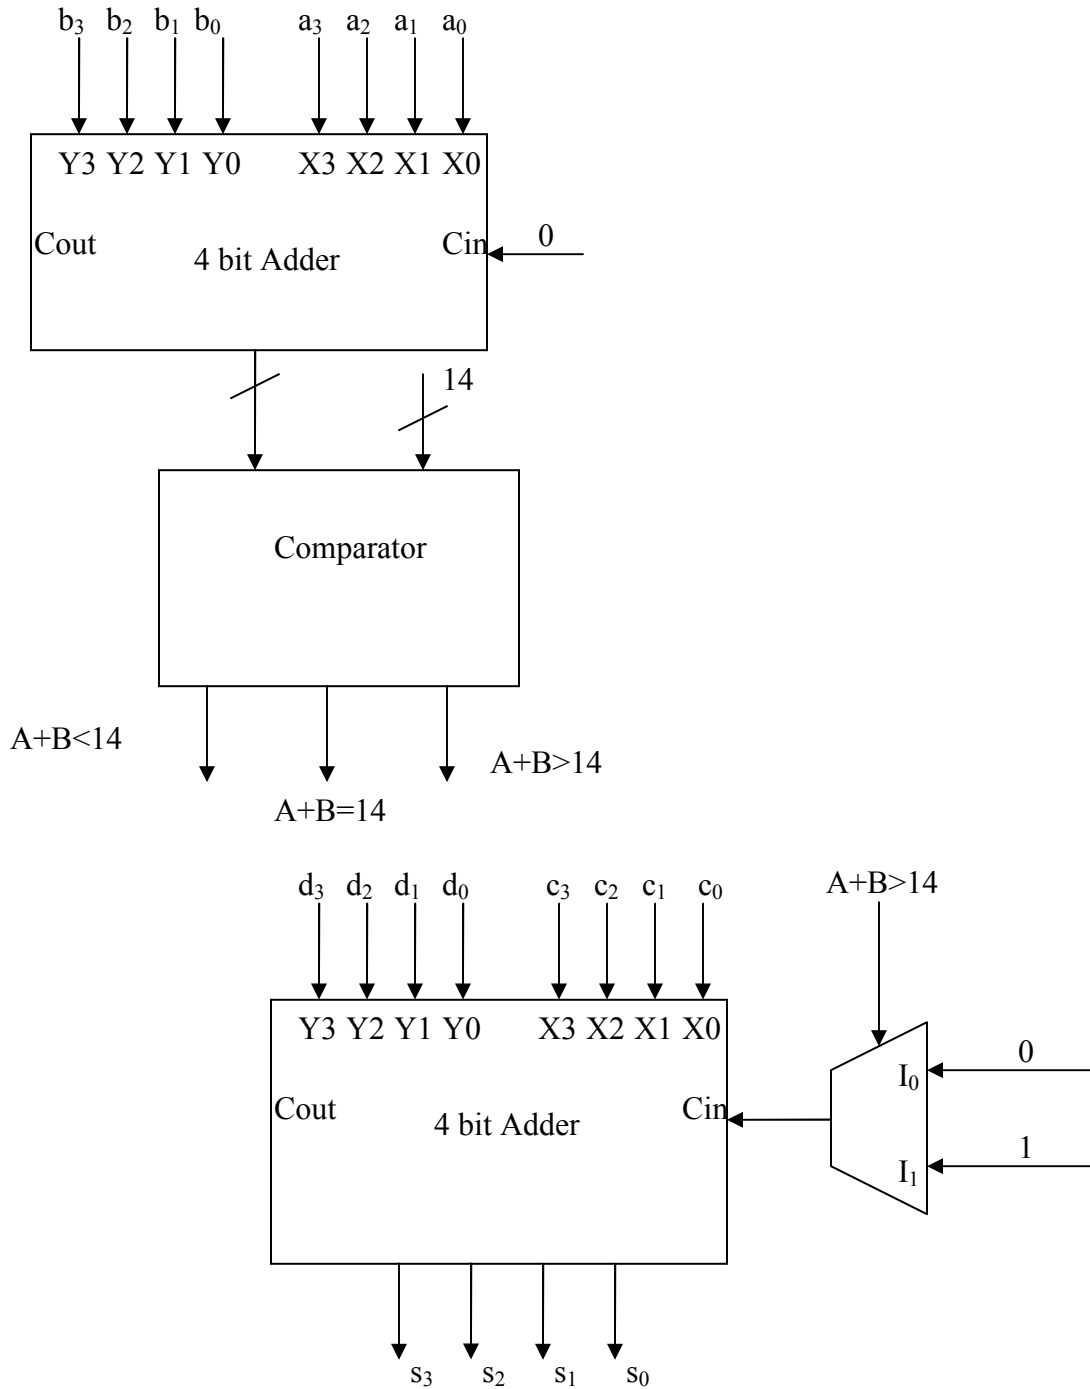 b₃ b₂ b₁ b₀ a₃ a₂ a₁ a₀
Y3 Y2 Y1 Y0 X3 X2 X1 X0
Cout 4 bit Adder Cin 0
14
Comparator
A+B<14
A+B>14
A+B=14
d₃ d₂ d₁ d₀ c₃ c₂ c₁ c₀ A+B>14
Y3 Y2 Y1 Y0 X3 X2 X1 X0
I₀ 0
Cout 4 bit Adder Cin
I₁ 1
s₃ s₂ s₁ s₀